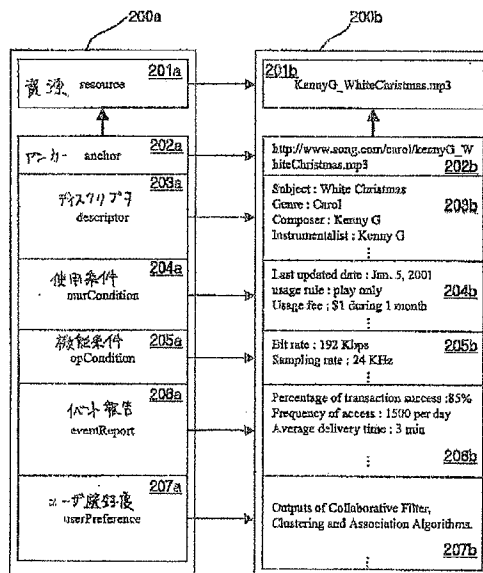 200a
200b
201a
資源 resource
201b
KennyG_WhiteChristmas.mp3
アンカー anchor
202a
http://www.song.com/carol/kennyG_W
hiteChristmas.mp3
202b
203a
ディスクリプタ
descriptor
Subject : White Christmas
Genre : Carol
203b
Composer : Kenny G
Instrumentalist : Kenny G
⋮
使用条件
204a
Condition
Last updated date : Jan. 5, 2001
usage rule : play only
204b
Usage fee : $1 during 1 month
⋮
機能条件
205a
opCondition
Bit rate : 192 Kbps
205b
Sampling rate : 24 KHz
⋮
206a
イベント報告
eventReport
Percentage of transaction success :85%
Frequency of access : 1500 per day
Average delivery time : 3 min
⋮
206b
207a
ユーザ
userPreference
Outputs of Collaborative Filter,
Clustering and Association Algorithms.
207b
⋮